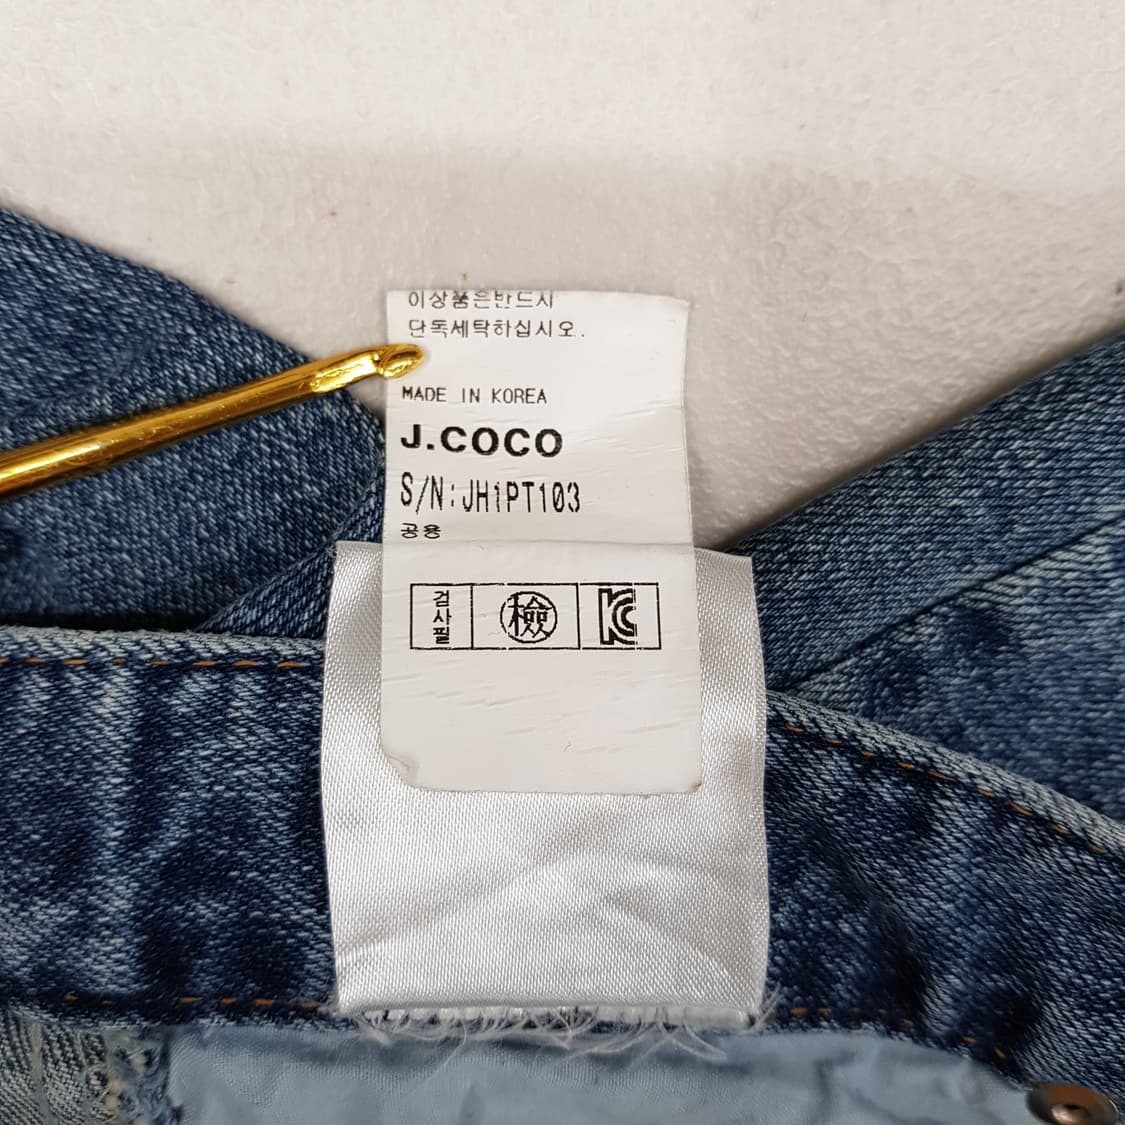 이상품은반드시
단독세탁하십시오.
MADE IN KOREA
J.COCO
S/N:JH1PT103
공용
검사필 檢 KC